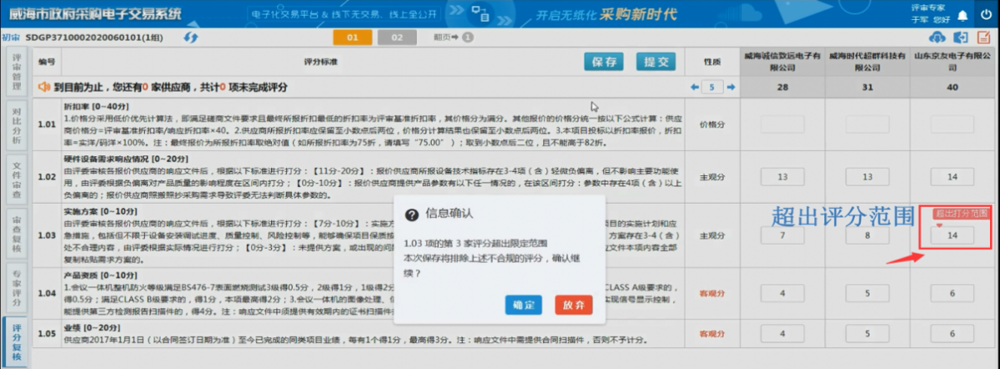 威海市政府采购电子交易系统
电子化交易平台 & 线下无交易、线上全公开
开启无纸化 采购新时代
评审专家
于军 您好
初审 SDGP3710002020060101(1组)
01
02
翻页 1
评审管理
对比分析
文件审查
审查复核
专家评分
评分复核
编号
评分标准
保存
提交
性质
威海诚信致远电子有限公司
威海时代超群科技有限公司
山东京友电子有限公司
到目前为止，您还有0 家供应商，共计0 项未完成评分
5
28
31
40
1.01
折扣率 [0~40分]
1.价格分采用低价优先计算法，即满足磋商文件要求且最终所报折扣最低的折扣率为评审基准折扣率，其价格分为满分。其他报价的价格分统一按以下公式计算：供应
商价格分=评审基准折扣率/响应折扣率×40。2.供应商所报折扣率应保留至小数点后两位，价格分计算结果也保留至小数点后两位。3.本项目投标以折扣率报价，折扣
率=实洋/码洋×100%。注：最终报价为所报折扣率取绝对值（如所报折扣率为75折，请填写“75.00”）；取到小数点后二位，且不能高于82折。
价格分
1.02
硬件设备需求响应情况 [0~20分]
由评委审核各报价供应商的响应文件后，根据以下标准进行打分：【11分-20分】：报价供应商所报设备技术指标存在3-4项（含）轻微负偏离，但不影响主要功能使
用，由评委根据负偏离对产品质量的影响程度在区间内打分；【0分-10分】：报价供应商提供产品参数有以下任一情况的，在该区间打分：参数中存在4项（含）以上
负偏离的；报价供应商照搬照抄采购需求导致评委无法判断具体参数的。
主观分
13
13
14
1.03
实施方案 [0~10分]
由评委审核各报价供应商的响应文件后，根据以下标准进行打分：【7分-10分】：实施方
项目的实施计划和应
急措施，包括但不限于设备安装调试进度、质量控制、风险控制等，能够确保项目保质按
方案存在3-4（含）
处不合理内容，由评委根据实际情况进行打分；【0分-3分】：未提供方案，或出现的问
应文件本项内容全部
复制粘贴需求方案的。
主观分
7
8
14
超出评分范围
超出打分范围
信息确认
1.03 项的第 3 家评分超出限定范围
本次保存将排除上述不合规的评分，确认继
续？
确定
放弃
1.04
产品资质 [0~10分]
1.会议一体机整机防火等级满足BS476-7表面燃烧测试3级得0.5分，2级得1分，1级得2分
CLASS A级要求的，
得0.5分；满足CLASS B级要求的，得1分，本项最高得2分；3.会议一体机的图像处理、
实现信号显示控制，
能提供第三方检测报告扫描件的，得4分。注：响应文件中须提供有效期内的证书扫描件
客观分
4
5
6
1.05
业绩 [0~20分]
供应商2017年1月1日（以合同签订日期为准）至今已完成的同类项目业绩，每有1个得1分，最高得3分。注：响应文件中需提供合同扫描件，否则不予计分。
客观分
4
5
6